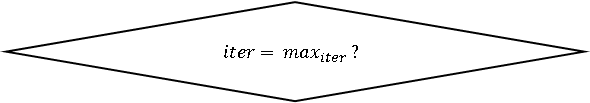 iter = max_iter ?